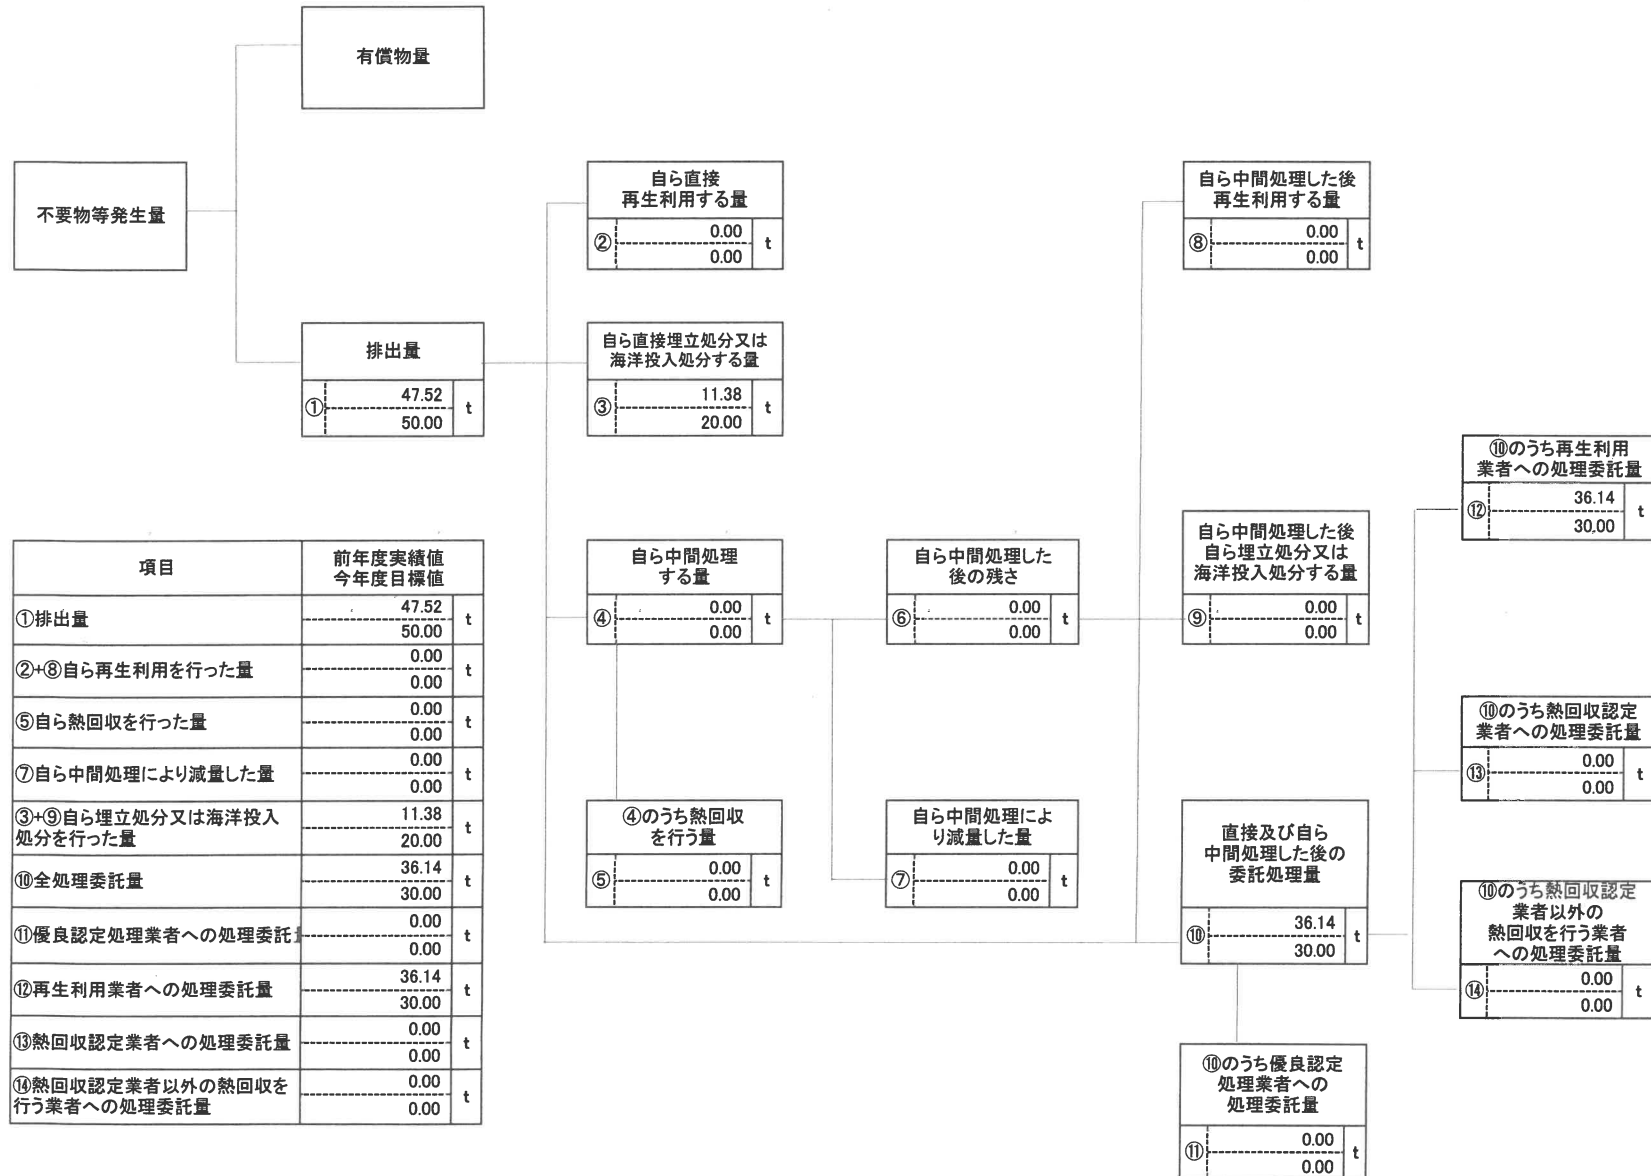 有償物量
不要物等発生量
排出量
①
47.52
50.00
t
自ら直接
再生利用する量
②
0.00
0.00
t
自ら直接埋立処分又は
海洋投入処分する量
③
11.38
20.00
t
自ら中間処理
する量
④
0.00
0.00
t
④のうち熱回収
を行う量
⑤
0.00
0.00
t
自ら中間処理した
後の残さ
⑥
0.00
0.00
t
自ら中間処理によ
り減量した量
⑦
0.00
0.00
t
自ら中間処理した後
再生利用する量
⑧
0.00
0.00
t
自ら中間処理した後
自ら埋立処分又は
海洋投入処分する量
⑨
0.00
0.00
t
直接及び自ら
中間処理した後の
委託処理量
⑩
36.14
30.00
t
⑩のうち優良認定
処理業者への
処理委託量
⑪
0.00
0.00
t
⑩のうち再生利用
業者への処理委託量
⑫
36.14
30.00
t
⑩のうち熱回収認定
業者への処理委託量
⑬
0.00
0.00
t
⑩のうち熱回収認定
業者以外の
熱回収を行う業者
への処理委託量
⑭
0.00
0.00
t
項目
前年度実績値
今年度目標値
①排出量
47.52
50.00
t
②+⑧自ら再生利用を行った量
0.00
0.00
t
⑤自ら熱回収を行った量
0.00
0.00
t
⑦自ら中間処理により減量した量
0.00
0.00
t
③+⑨自ら埋立処分又は海洋投入
処分を行った量
11.38
20.00
t
⑩全処理委託量
36.14
30.00
t
⑪優良認定処理業者への処理委託
0.00
0.00
t
⑫再生利用業者への処理委託量
36.14
30.00
t
⑬熱回収認定業者への処理委託量
0.00
0.00
t
⑭熱回収認定業者以外の熱回収を
行う業者への処理委託量
0.00
0.00
t